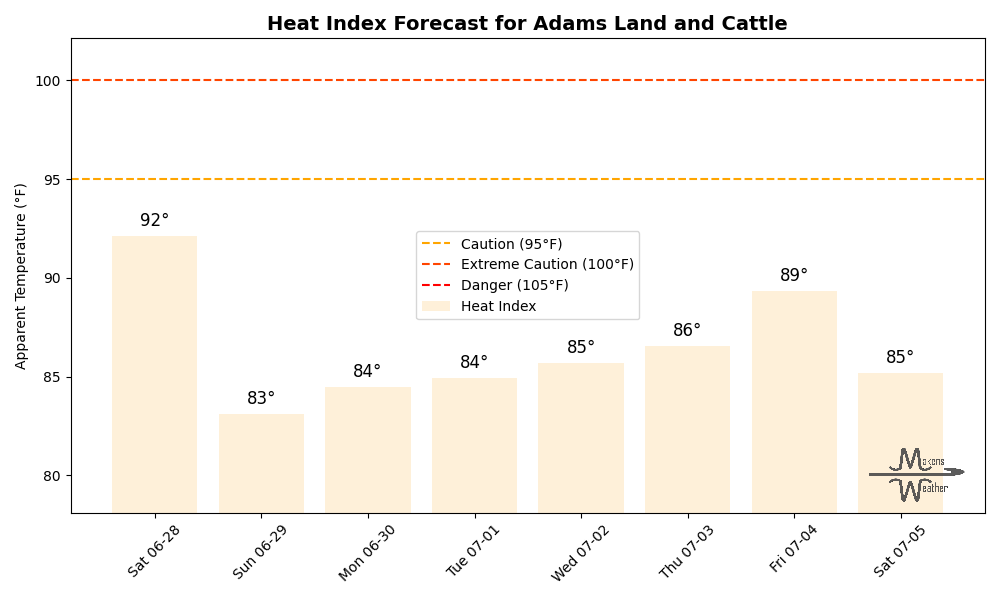 Heat Index Forecast for Adams Land and Cattle
Apparent Temperature (°F)
100
95
90
85
80
92°
83°
84°
84°
85°
86°
89°
85°
Caution (95°F)
Extreme Caution (100°F)
Danger (105°F)
Heat Index
Sat 06-28
Sun 06-29
Mon 06-30
Tue 07-01
Wed 07-02
Thu 07-03
Fri 07-04
Sat 07-05